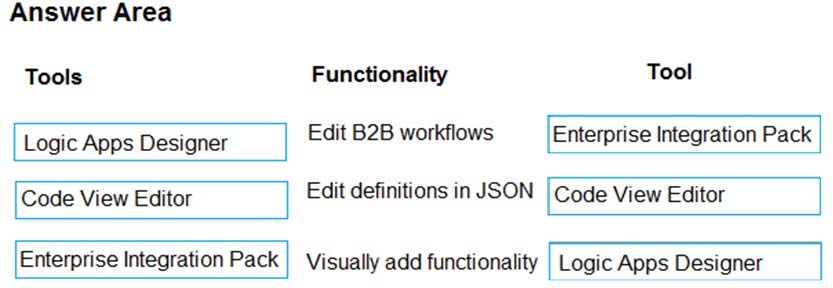 Answer Area
Tools Functionality Tool
Logic Apps Designer Edit B2B workflows Enterprise Integration Pack
Code View Editor Edit definitions in JSON Code View Editor
Enterprise Integration Pack Visually add functionality Logic Apps Designer